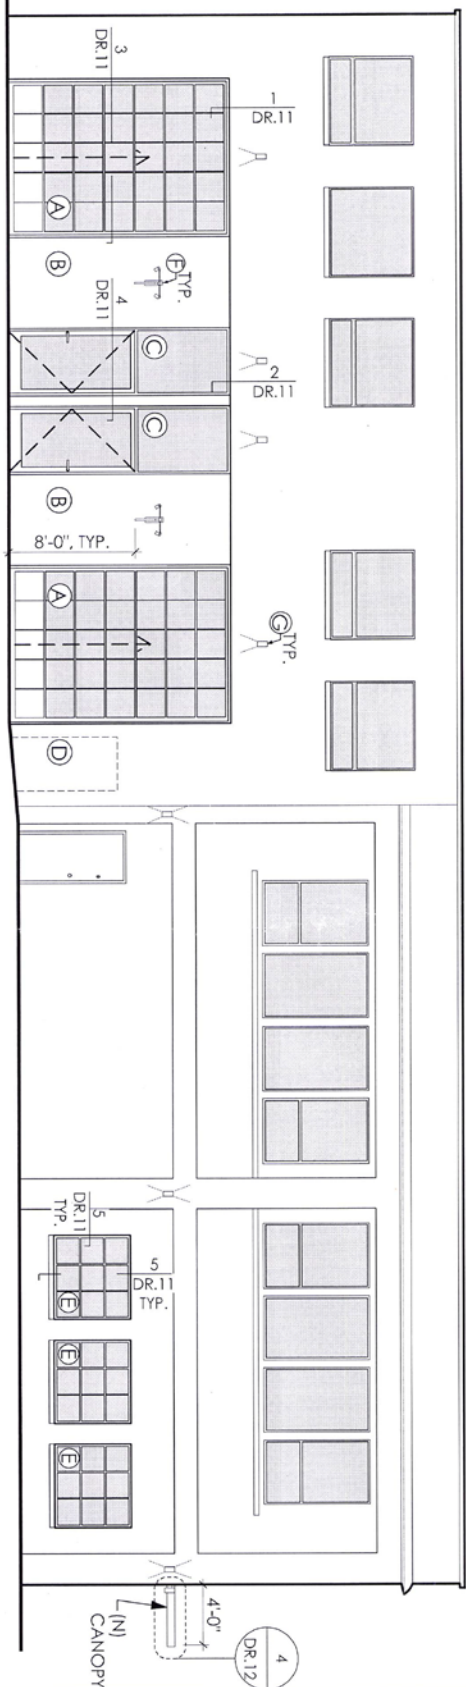 3
DR.11
1
DR.11
A
B
F TYP.
4
DR.11
C
2
DR.11
C
B
8'-0", TYP.
A
G TYP.
D
5
DR.11
TYP.
5
DR.11
TYP.
E
E
E
4'-0"
(N)
CANOPY
4
DR.12